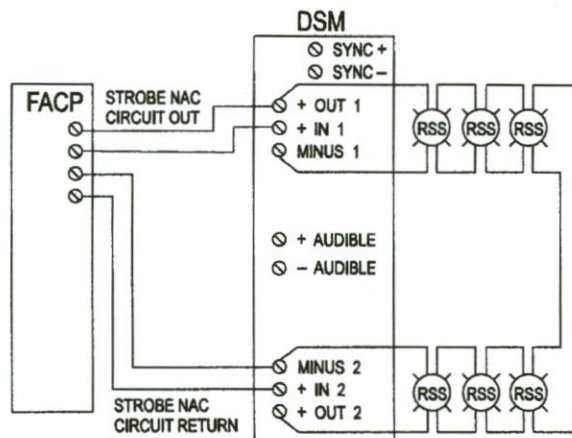 DSM
SYNC +
SYNC –
FACP
STROBE NAC
CIRCUIT OUT
+ OUT 1
+ IN 1
MINUS 1
RSS RSS RSS
+ AUDIBLE
– AUDIBLE
MINUS 2
+ IN 2
+ OUT 2
RSS RSS RSS
STROBE NAC
CIRCUIT RETURN